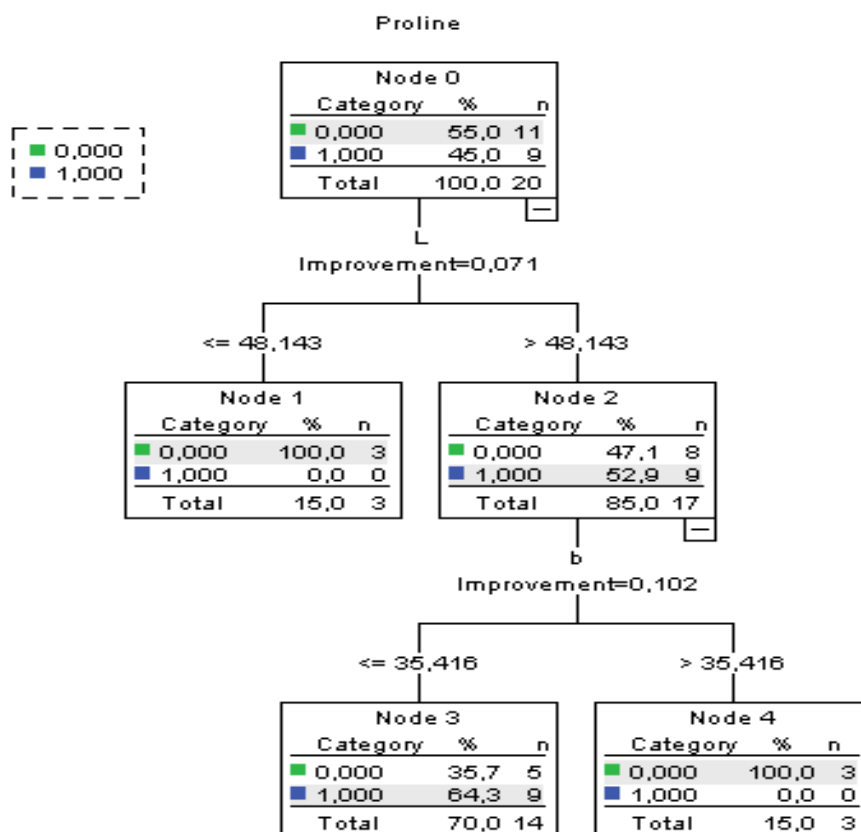 Proline
Node 0
Category % n
0,000 55,0 11
1,000 45,0 9
Total 100,0 20
0,000
1,000
L
Improvement=0,071
<= 48,143
> 48,143
Node 1
Category % n
0,000 100,0 3
1,000 0,0 0
Total 15,0 3
Node 2
Category % n
0,000 47,1 8
1,000 52,9 9
Total 85,0 17
b
Improvement=0,102
<= 35,416
> 35,416
Node 3
Category % n
0,000 35,7 5
1,000 64,3 9
Total 70,0 14
Node 4
Category % n
0,000 100,0 3
1,000 0,0 0
Total 15,0 3